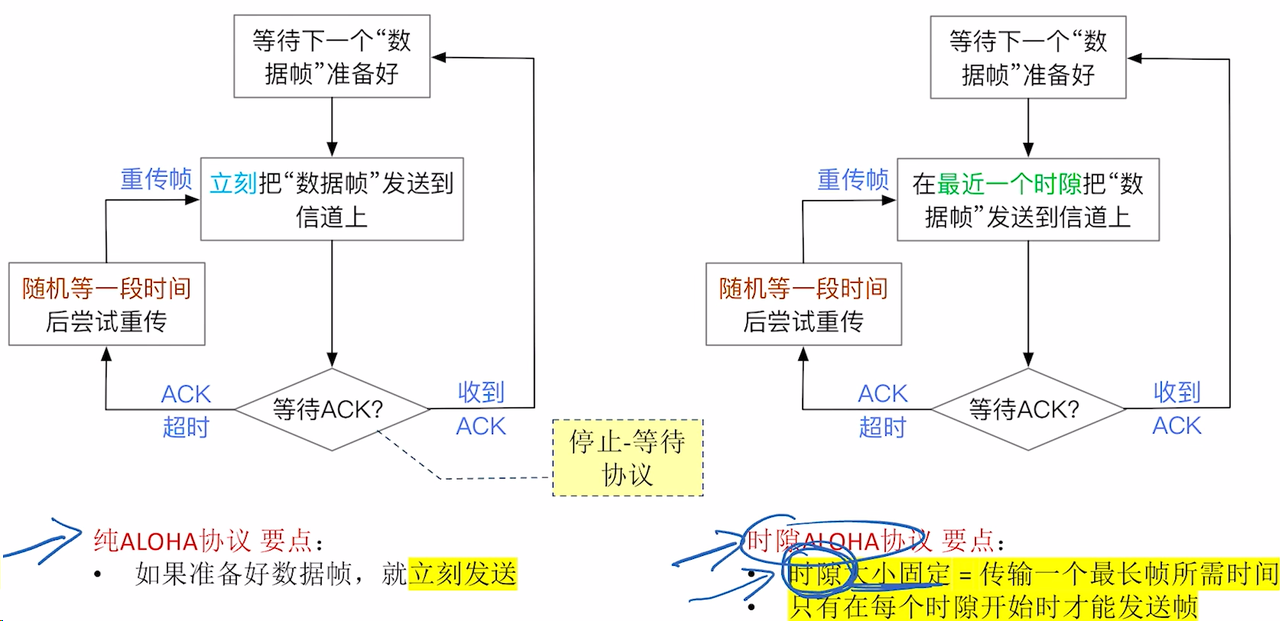 等待下一个“数
据帧”准备好
重传帧
立刻把“数据帧”发送到
信道上
随机等一段时间
后尝试重传
ACK
超时
等待ACK?
收到
ACK
停止-等待
协议
纯ALOHA协议 要点：
• 如果准备好数据帧，就立刻发送
等待下一个“数
据帧”准备好
重传帧
在最近一个时隙把“数
据帧”发送到信道上
随机等一段时间
后尝试重传
ACK
超时
等待ACK?
收到
ACK
时隙ALOHA协议 要点：
• 时隙大小固定 = 传输一个最长帧所需时间
• 只有在每个时隙开始时才能发送帧